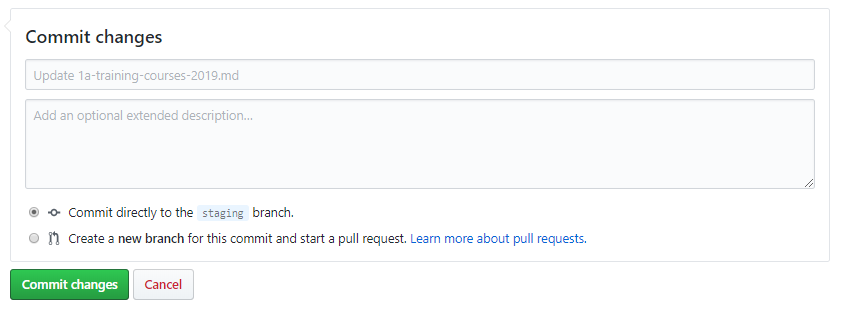 Commit changes
Update 1a-training-courses-2019.md
Add an optional extended description...
Commit directly to the staging branch.
Create a new branch for this commit and start a pull request. Learn more about pull requests.
Commit changes Cancel